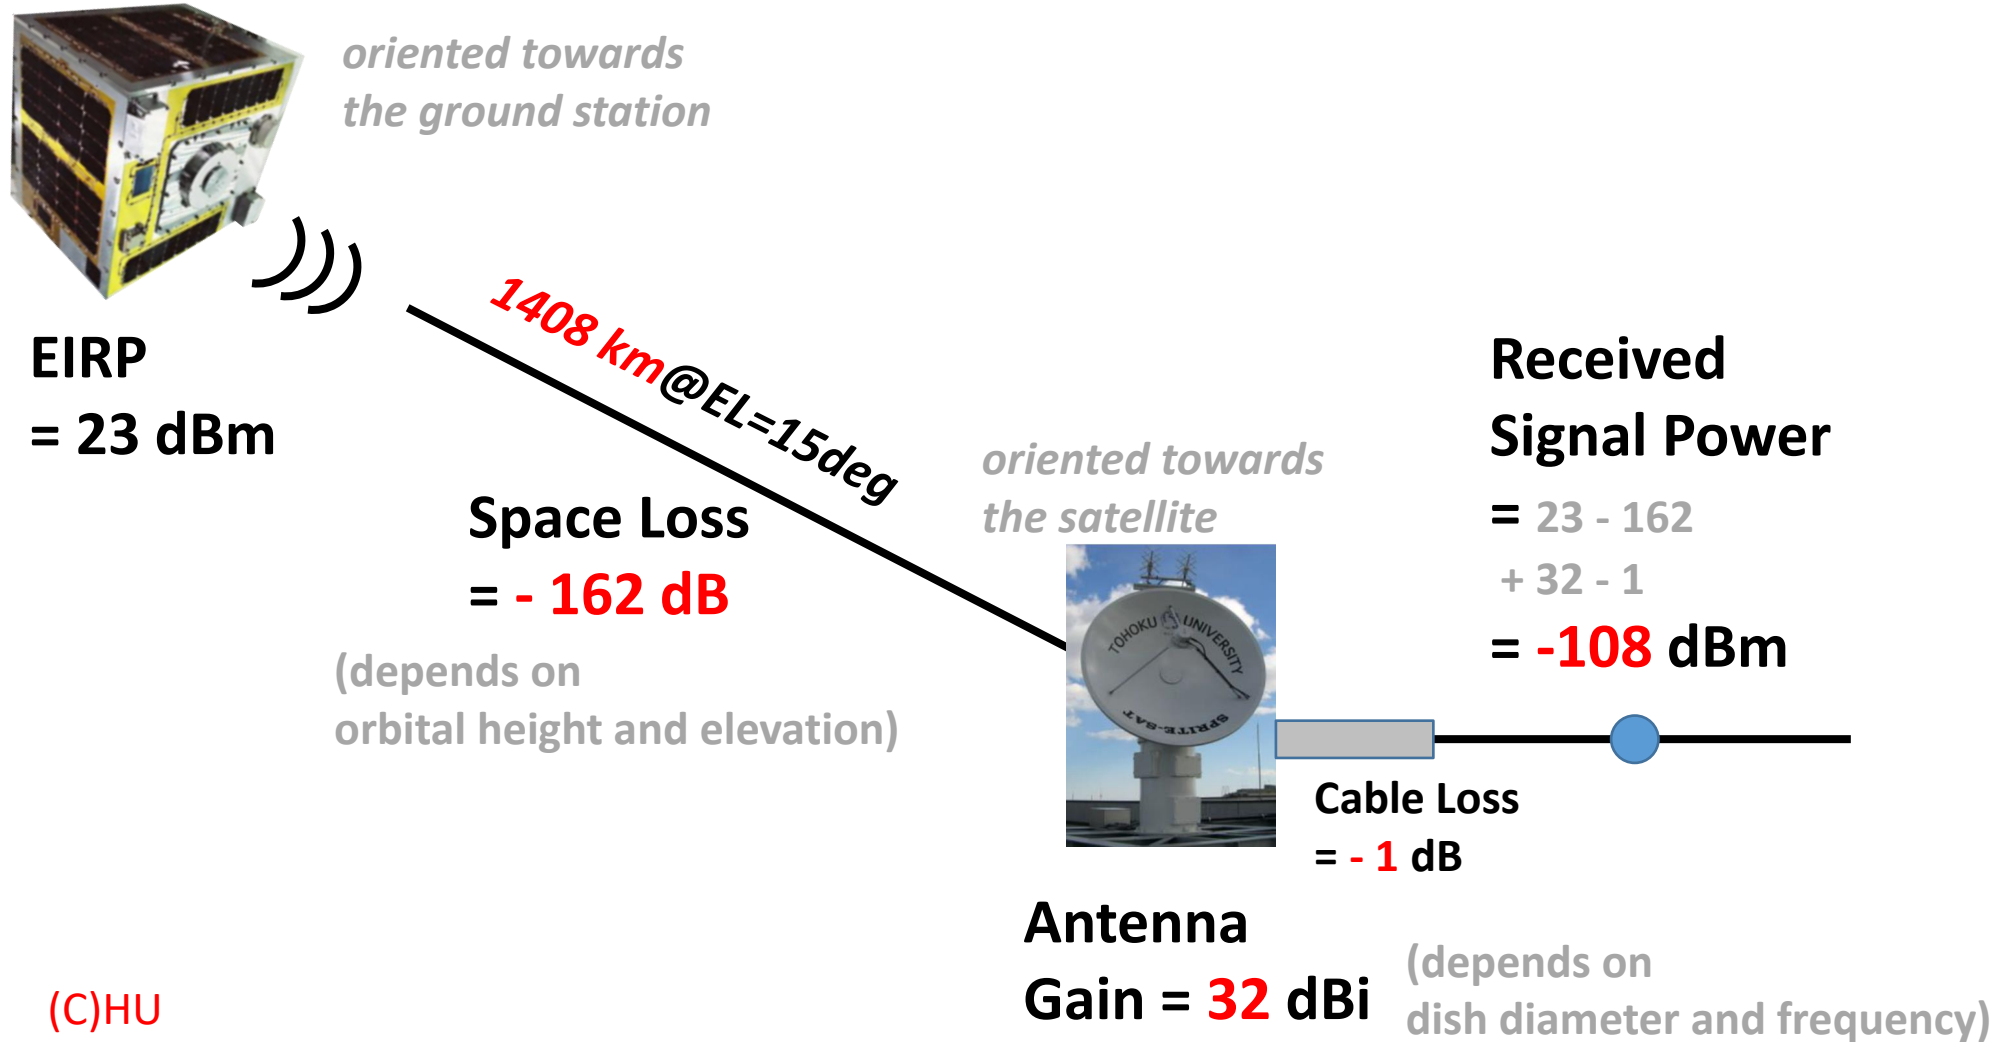 oriented towards
the ground station
EIRP
= 23 dBm
1408 km@EL=15deg
Space Loss
= - 162 dB
(depends on
orbital height and elevation)
oriented towards
the satellite
TOHOKU UNIVERSITY
SPRITE-SAT
Received
Signal Power
= 23 - 162
+ 32 - 1
= -108 dBm
Cable Loss
= - 1 dB
Antenna
Gain = 32 dBi
(depends on
dish diameter and frequency)
(C)HU